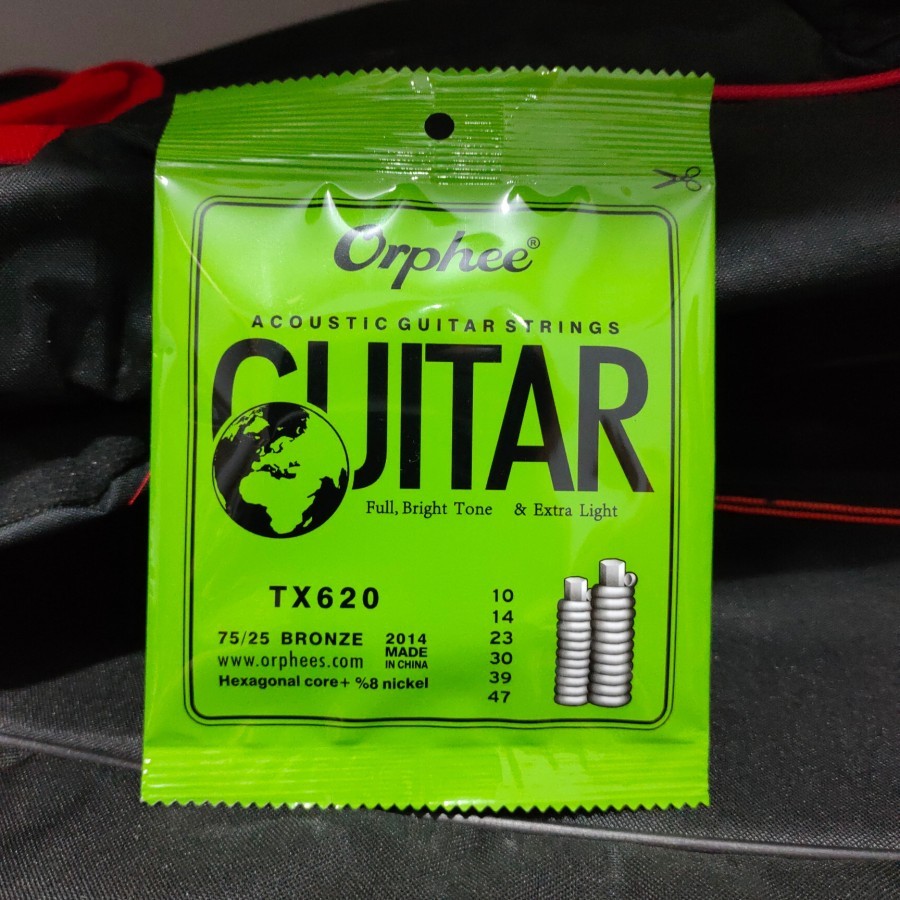 Orphee®
ACOUSTIC GUITAR STRINGS
GUITAR
Full, Bright Tone & Extra Light
TX620
75/25 BRONZE
www.orphees.com
2014
MADE
IN CHINA
Hexagonal core+ %8 nickel
10
14
23
30
39
47